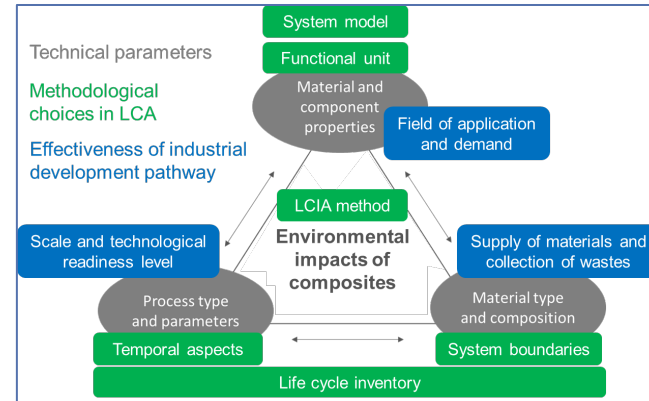 System model
Technical parameters
Functional unit
Methodological
choices in LCA
Material and
component
properties
Field of application
and demand
Effectiveness of industrial
development pathway
LCIA method
Scale and technological
readiness level
Environmental
impacts of
composites
Supply of materials and
collection of wastes
Process type
and parameters
Material type
and composition
Temporal aspects
System boundaries
Life cycle inventory